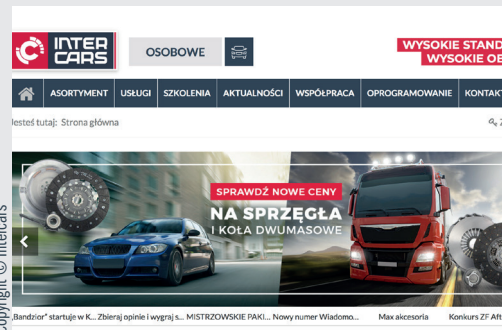 INTER
CARS
OSOBOWE
WYSOKIE STAND
WYSOKIE OB
ASORTYMENT USŁUGI SZKOLENIA AKTUALNOŚCI WSPÓŁPRACA OPROGRAMOWANIE KONTAKT
Jesteś tutaj: Strona główna
SPRAWDŹ NOWE CENY
NA SPRZĘGŁA
I KOŁA DWUMASOWE
„Bandzior" startuje w K... Zbieraj opinie i wygraj s... MISTRZOWSKIE PAKI... Nowy numer Wiadomo... Max akcesoria Konkurs ZF Aft
Copyright © Intercars